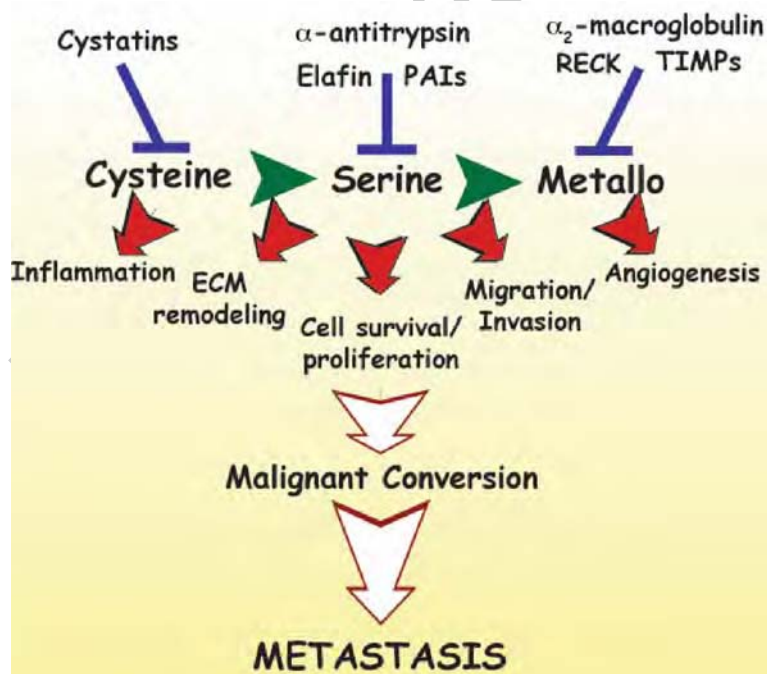 Cystatins
α-antitrypsin
Elafin PAIs
α₂-macroglobulin
RECK TIMPs
Cysteine Serine Metallo
Inflammation
ECM
remodeling
Cell survival/
proliferation
Migration/
Invasion
Angiogenesis
Malignant Conversion
METASTASIS